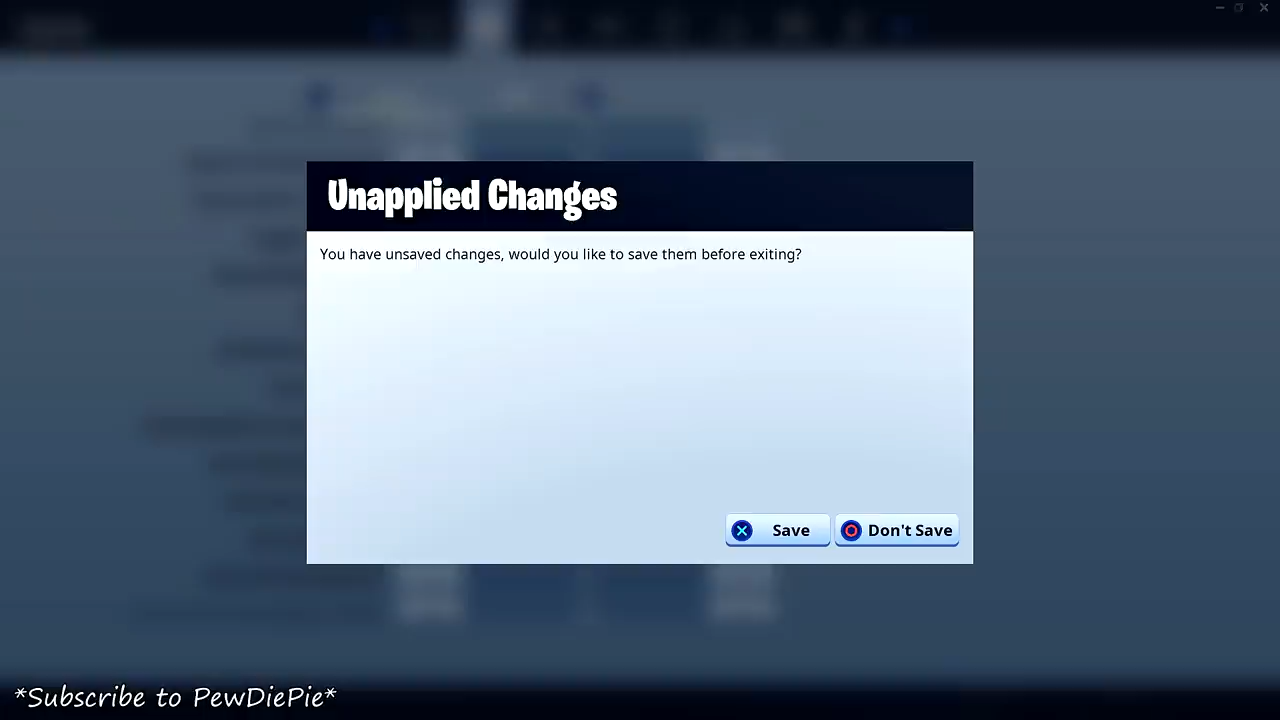 Unapplied Changes
You have unsaved changes, would you like to save them before exiting?
Save
Don't Save
*Subscribe to PewDiePie*